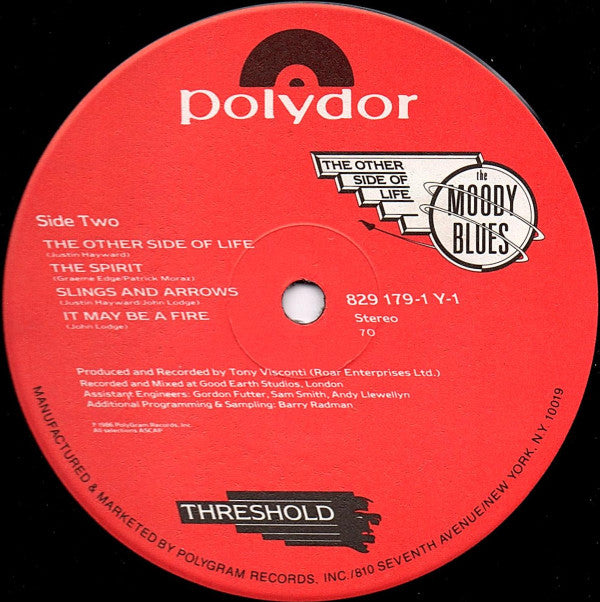 polydor
THE OTHER
SIDE OF
LIFE
the
MOODY
BLUES
Side Two
THE OTHER SIDE OF LIFE
(Justin Hayward)
THE SPIRIT
(Graeme Edge/Patrick Moraz)
SLINGS AND ARROWS
(Justin Hayward/John Lodge)
IT MAY BE A FIRE
(John Lodge)
829 179-1 Y-1
Stereo
70
Produced and Recorded by Tony Visconti (Roar Enterprises Ltd.)
Recorded and Mixed at Good Earth Studios, London
Assistant Engineers: Gordon Futter, Sam Smith, Andy Llewellyn
Additional Programming & Sampling: Barry Radman
℗ 1986 PolyGram Records, Inc.
All selections ASCAP
THRESHOLD
MANUFACTURED & MARKETED BY POLYGRAM RECORDS, INC./810 SEVENTH AVENUE/NEW YORK, N.Y. 10019